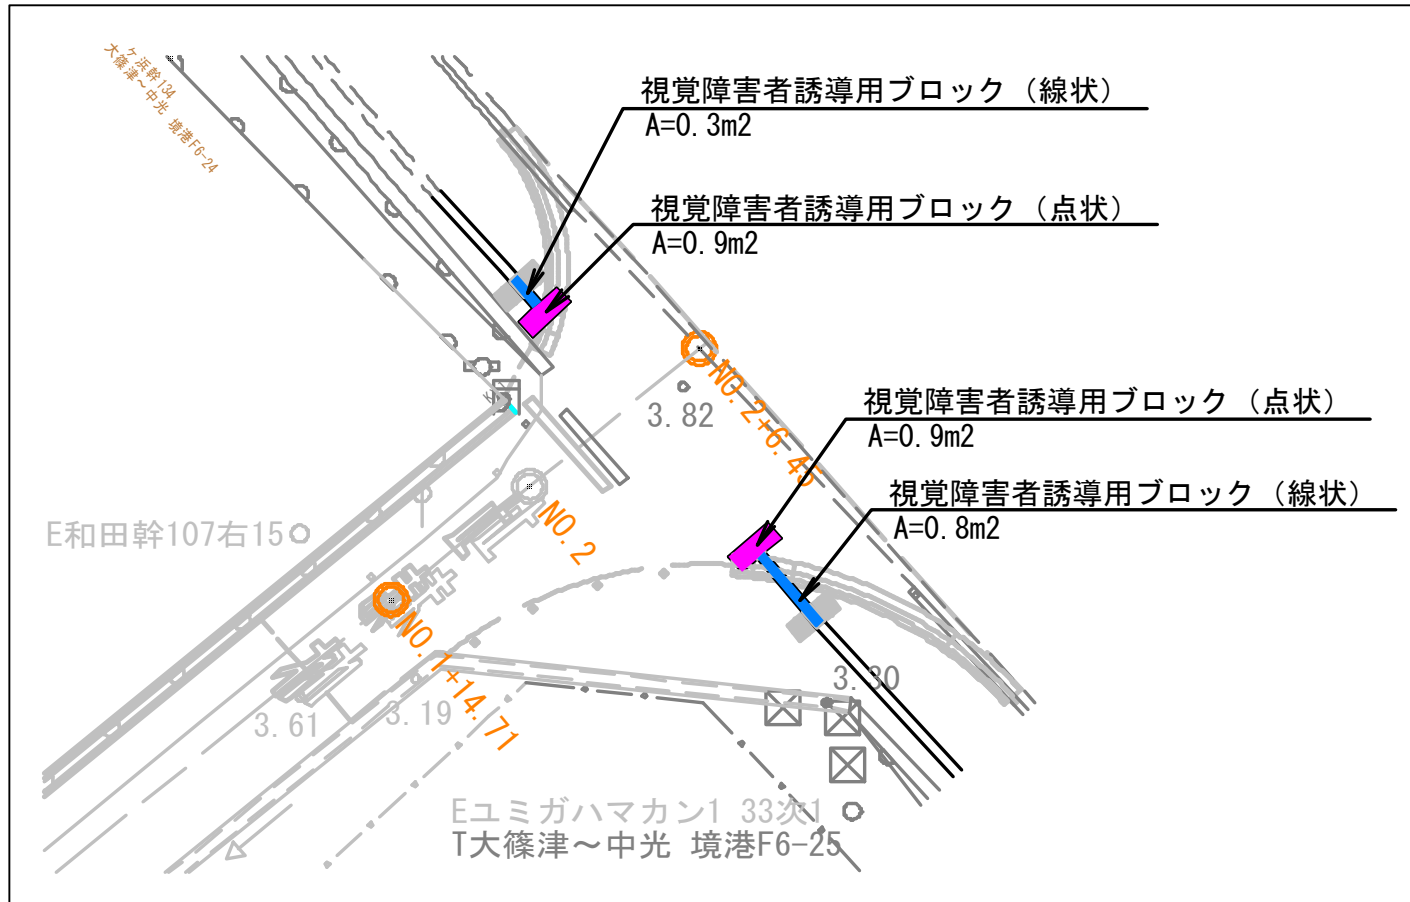 ケ浜幹134
大篠津～中光 境港F6-24
視覚障害者誘導用ブロック（線状）
A=0.3m2
視覚障害者誘導用ブロック（点状）
A=0.9m2
NO.2+6.45
3.82
視覚障害者誘導用ブロック（点状）
A=0.9m2
視覚障害者誘導用ブロック（線状）
A=0.8m2
E和田幹107右15
NO.2
NO.1+14.71
3.30
3.61
3.19
Eユミガハマカン1 33次1
T大篠津～中光 境港F6-25